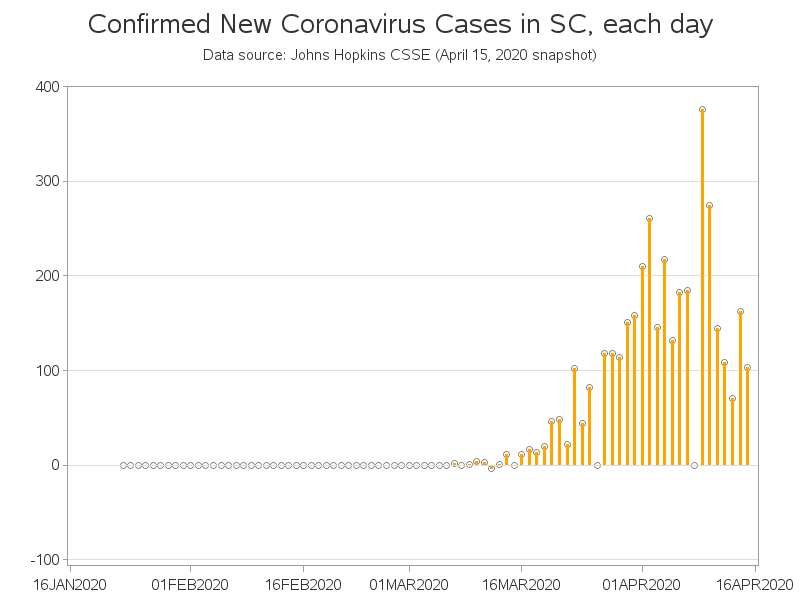 Confirmed New Coronavirus Cases in SC, each day
Data source: Johns Hopkins CSSE (April 15, 2020 snapshot)
400
300
200
100
0
-100
16JAN2020 01FEB2020 16FEB2020 01MAR2020 16MAR2020 01APR2020 16APR2020